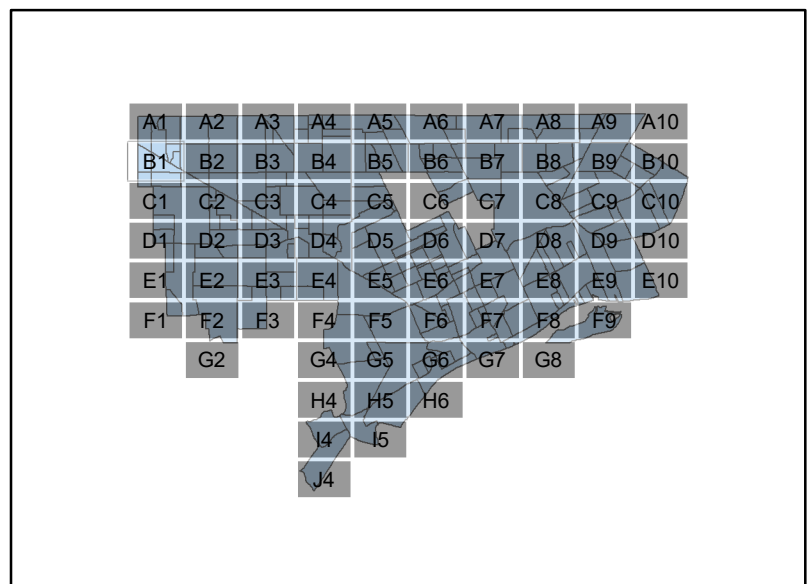 A1 A2 A3 A4 A5 A6 A7 A8 A9 A10
B1 B2 B3 B4 B5 B6 B7 B8 B9 B10
C1 C2 C3 C4 C5 C6 C7 C8 C9 C10
D1 D2 D3 D4 D5 D6 D7 D8 D9 D10
E1 E2 E3 E4 E5 E6 E7 E8 E9 E10
F1 F2 F3 F4 F5 F6 F7 F8 F9
G2 G4 G5 G6 G7 G8
H4 H5 H6
I4 I5
J4